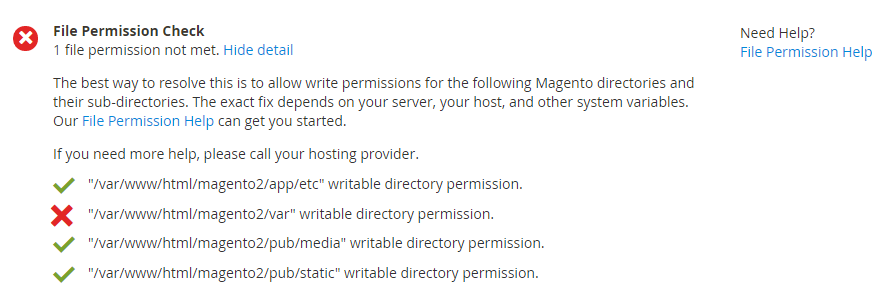 File Permission Check
1 file permission not met. Hide detail
Need Help?
File Permission Help
The best way to resolve this is to allow write permissions for the following Magento directories and
their sub-directories. The exact fix depends on your server, your host, and other system variables.
Our File Permission Help can get you started.
If you need more help, please call your hosting provider.
"/var/www/html/magento2/app/etc" writable directory permission.
"/var/www/html/magento2/var" writable directory permission.
"/var/www/html/magento2/pub/media" writable directory permission.
"/var/www/html/magento2/pub/static" writable directory permission.